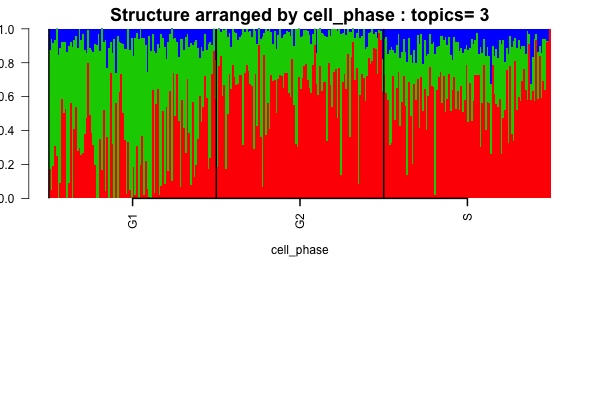 Structure arranged by cell_phase : topics= 3
1.0
0.8
0.6
0.4
0.2
0.0
G1
G2
S
cell_phase